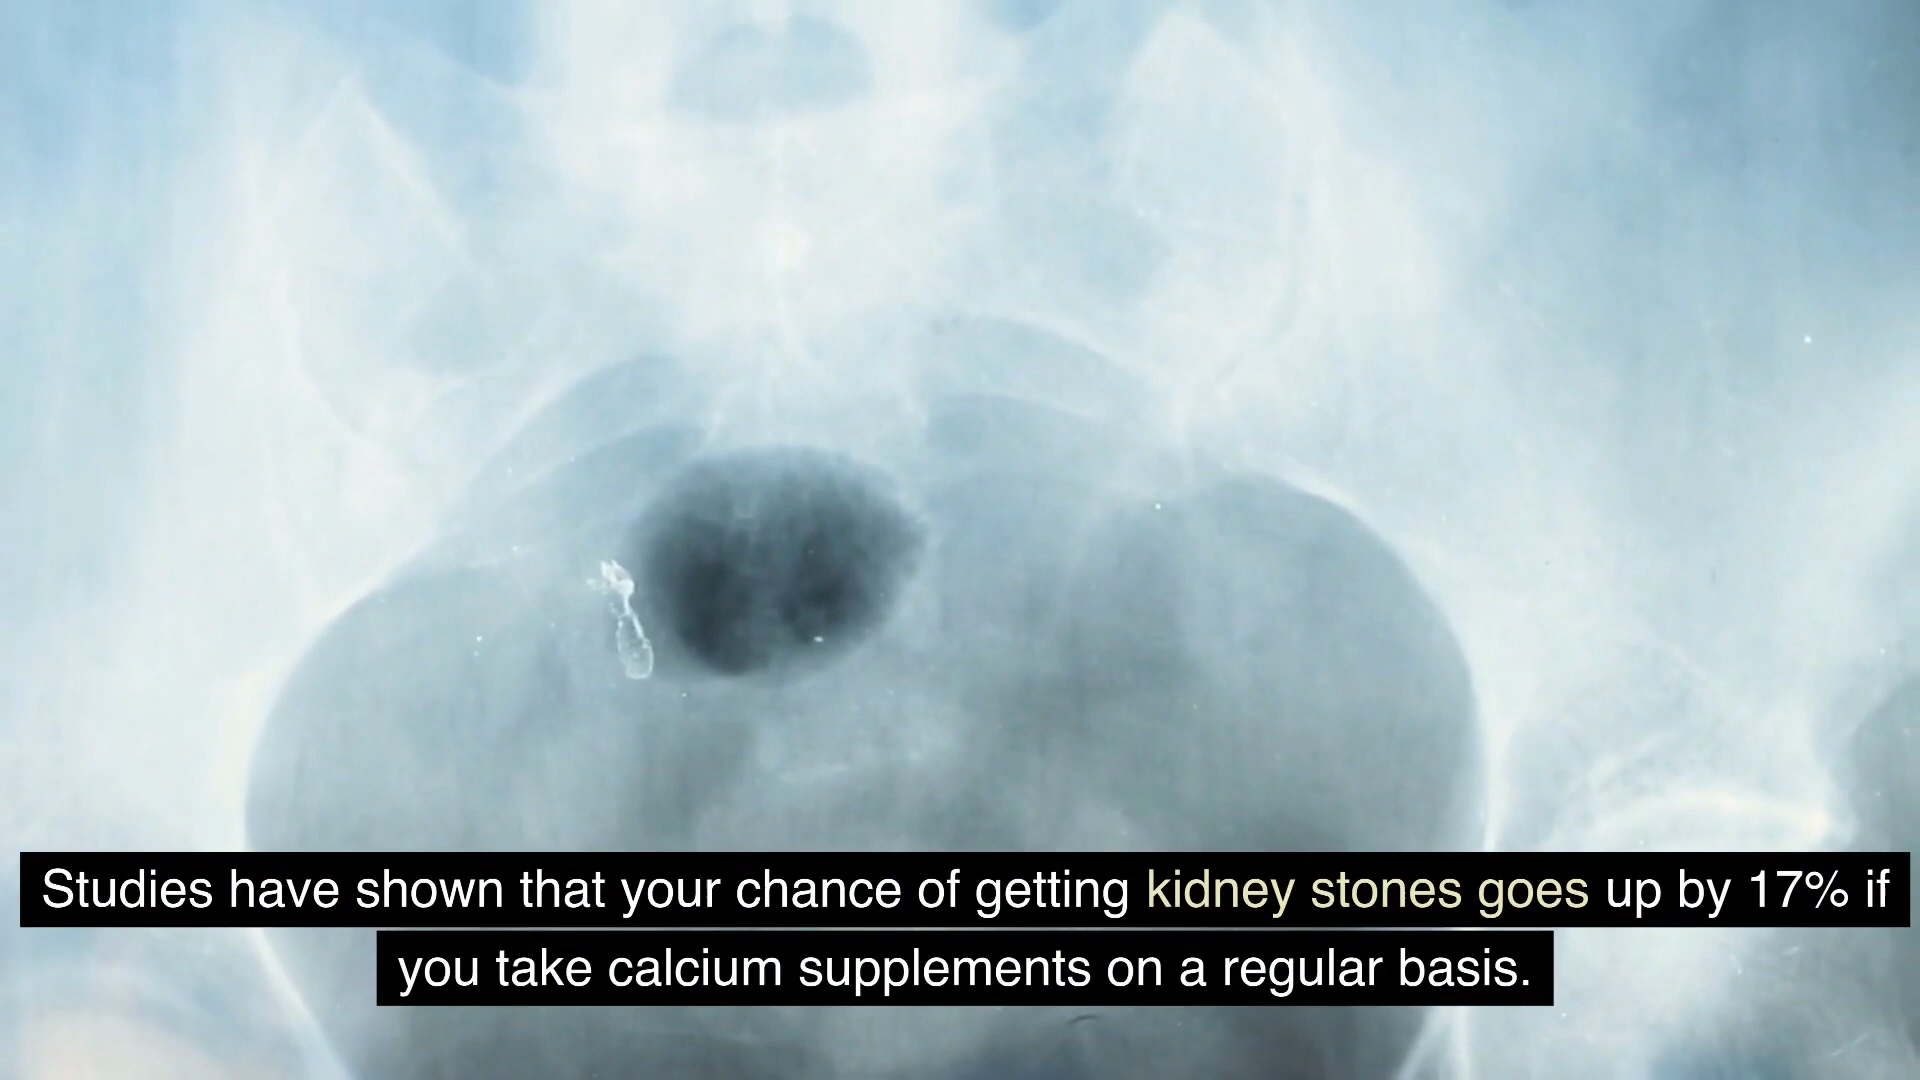 Studies have shown that your chance of getting kidney stones goes up by 17% if
you take calcium supplements on a regular basis.